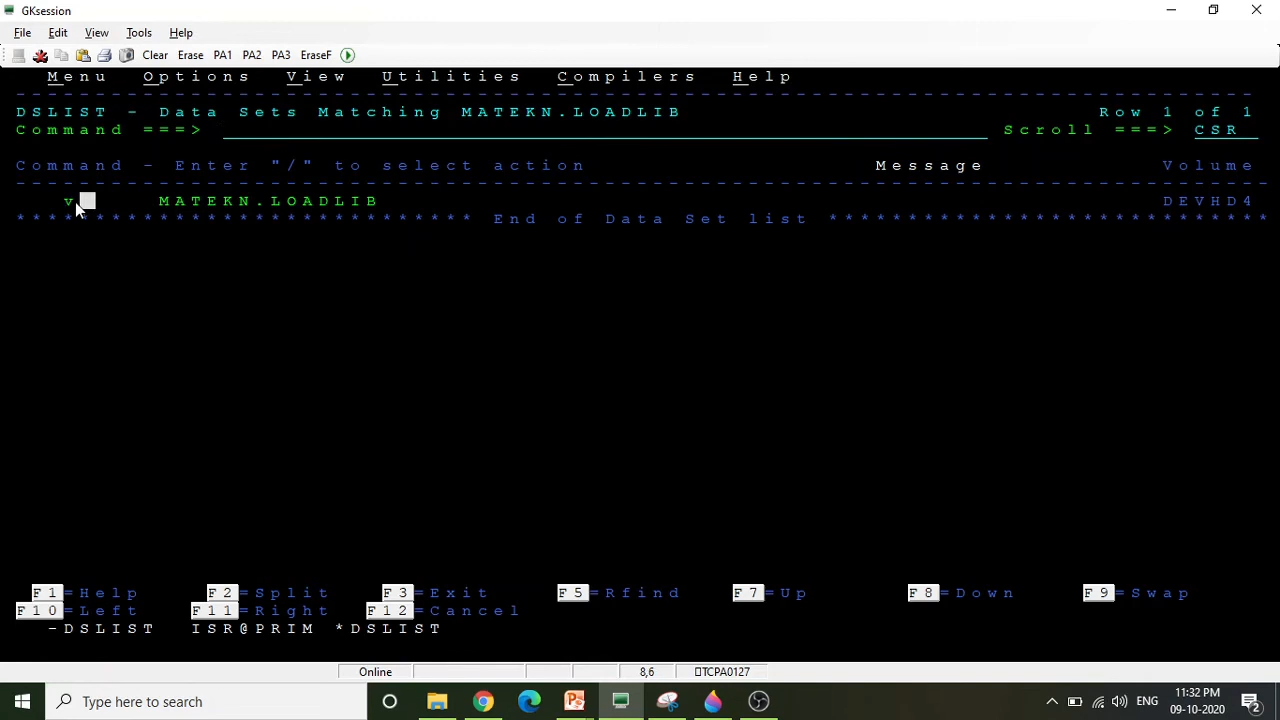 GKsession
File Edit View Tools Help
Clear Erase PA1 PA2 PA3 EraseF
Menu Options View Utilities Compilers Help
DSLIST - Data Sets Matching MATEKN.LOADLIB Row 1 of 1
Command ===> Scroll ===> CSR
Command - Enter "/" to select action Message Volume
v MATEKN.LOADLIB DEVHD4
***************************** End of Data Set list ****************************
F1=Help F2=Split F3=Exit F5=Rfind F7=Up F8=Down F9=Swap
F10=Left F11=Right F12=Cancel
-DSLIST ISR@PRIM *DSLIST
Online 8,6 TCPA0127
Type here to search
ENG
11:32 PM
09-10-2020
2